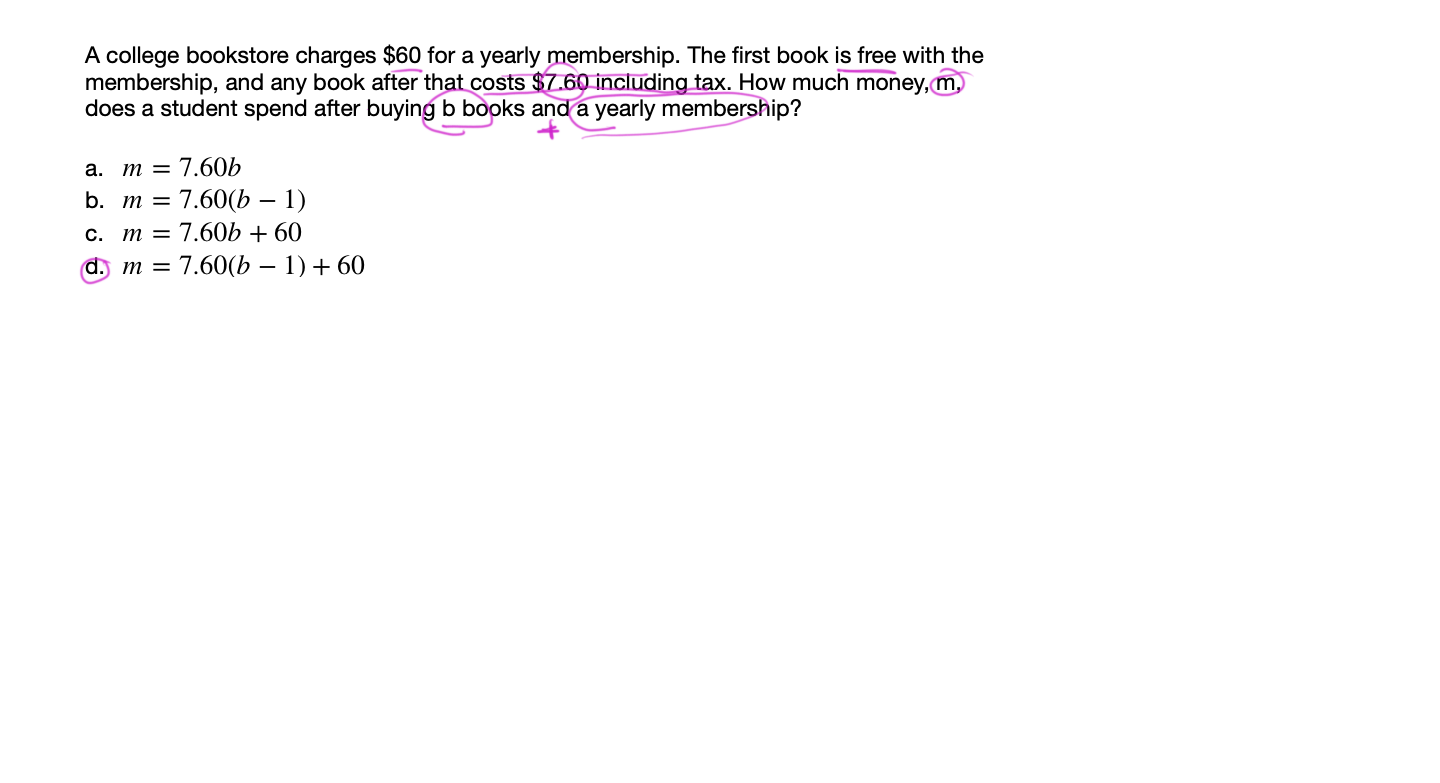 A college bookstore charges $60 for a yearly membership. The first book is free with the
membership, and any book after that costs $7.60 including tax. How much money, m,
does a student spend after buying b books and a yearly membership?
+
a. m = 7.60b
b. m = 7.60(b − 1)
c. m = 7.60b + 60
d. m = 7.60(b − 1) + 60